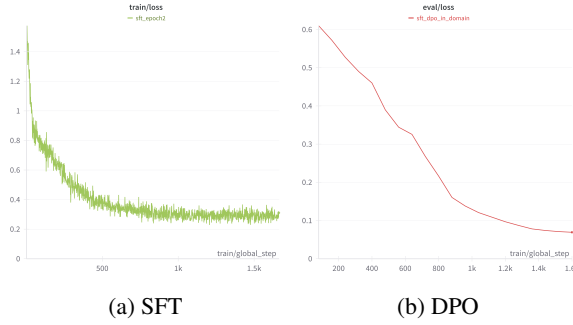 train/loss
sft_epoch2
1.4
1.2
1
0.8
0.6
0.4
0.2
0
500
1k
1.5k
train/global_step
(a) SFT
eval/loss
sft_dpo_in_domain
0.6
0.5
0.4
0.3
0.2
0.1
0
200
400
600
800
1k
1.2k
1.4k
train/global_step
(b) DPO